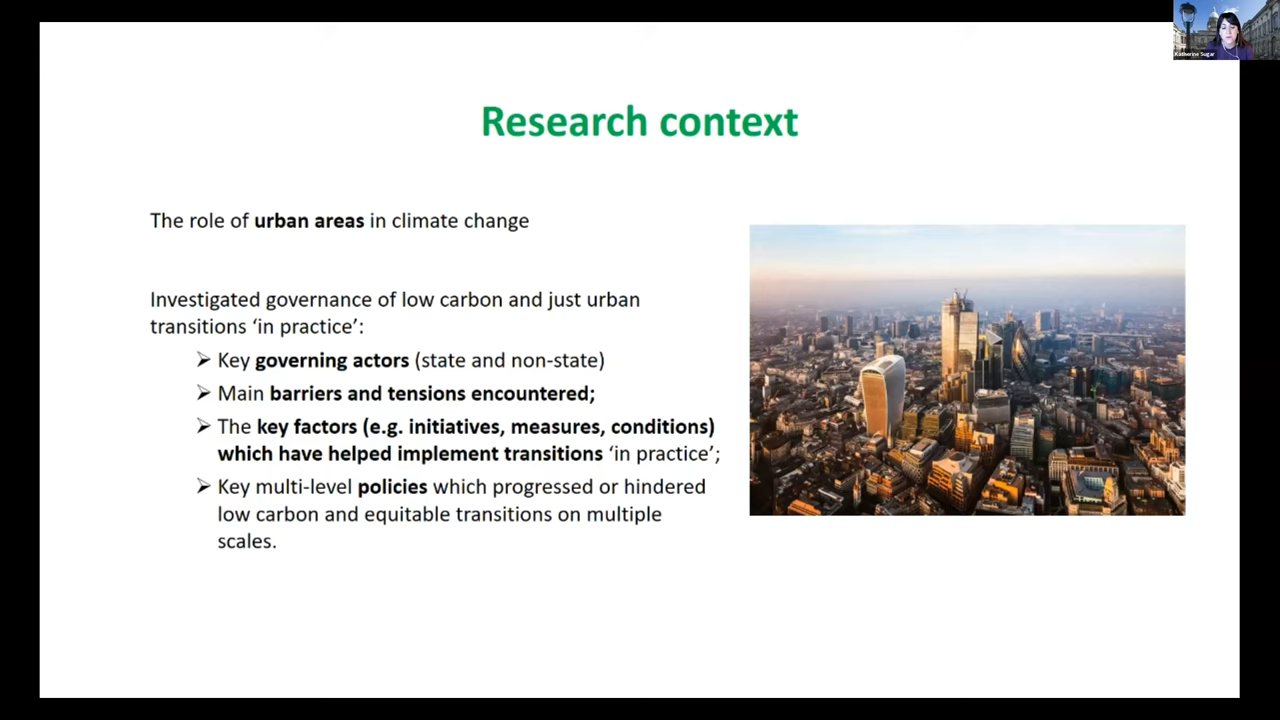 Katherine Sugar
Research context
The role of urban areas in climate change
Investigated governance of low carbon and just urban
transitions ‘in practice’:
➢ Key governing actors (state and non-state)
➢ Main barriers and tensions encountered;
➢ The key factors (e.g. initiatives, measures, conditions)
which have helped implement transitions ‘in practice’;
➢ Key multi-level policies which progressed or hindered
low carbon and equitable transitions on multiple
scales.